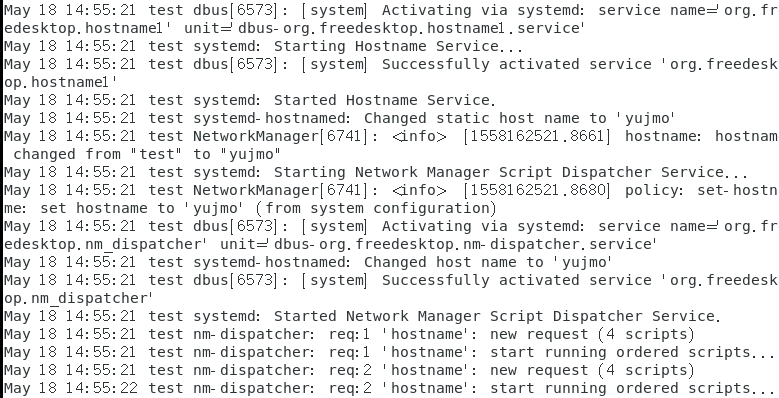 May 18 14:55:21 test dbus[6573]: [system] Activating via systemd: service name='org.fr
edesktop.hostname1' unit='dbus-org.freedesktop.hostname1.service'
May 18 14:55:21 test systemd: Starting Hostname Service...
May 18 14:55:21 test dbus[6573]: [system] Successfully activated service 'org.freedesk
op.hostname1'
May 18 14:55:21 test systemd: Started Hostname Service.
May 18 14:55:21 test systemd-hostnamed: Changed static host name to 'yujmo'
May 18 14:55:21 test NetworkManager[6741]: <info> [1558162521.8661] hostname: hostnam
changed from "test" to "yujmo"
May 18 14:55:21 test systemd: Starting Network Manager Script Dispatcher Service...
May 18 14:55:21 test NetworkManager[6741]: <info> [1558162521.8680] policy: set-hostn
me: set hostname to 'yujmo' (from system configuration)
May 18 14:55:21 test dbus[6573]: [system] Activating via systemd: service name='org.fr
edesktop.nm_dispatcher' unit='dbus-org.freedesktop.nm-dispatcher.service'
May 18 14:55:21 test systemd-hostnamed: Changed host name to 'yujmo'
May 18 14:55:21 test dbus[6573]: [system] Successfully activated service 'org.freedesk
op.nm_dispatcher'
May 18 14:55:21 test systemd: Started Network Manager Script Dispatcher Service.
May 18 14:55:21 test nm-dispatcher: req:1 'hostname': new request (4 scripts)
May 18 14:55:21 test nm-dispatcher: req:1 'hostname': start running ordered scripts...
May 18 14:55:21 test nm-dispatcher: req:2 'hostname': new request (4 scripts)
May 18 14:55:22 test nm-dispatcher: req:2 'hostname': start running ordered scripts...